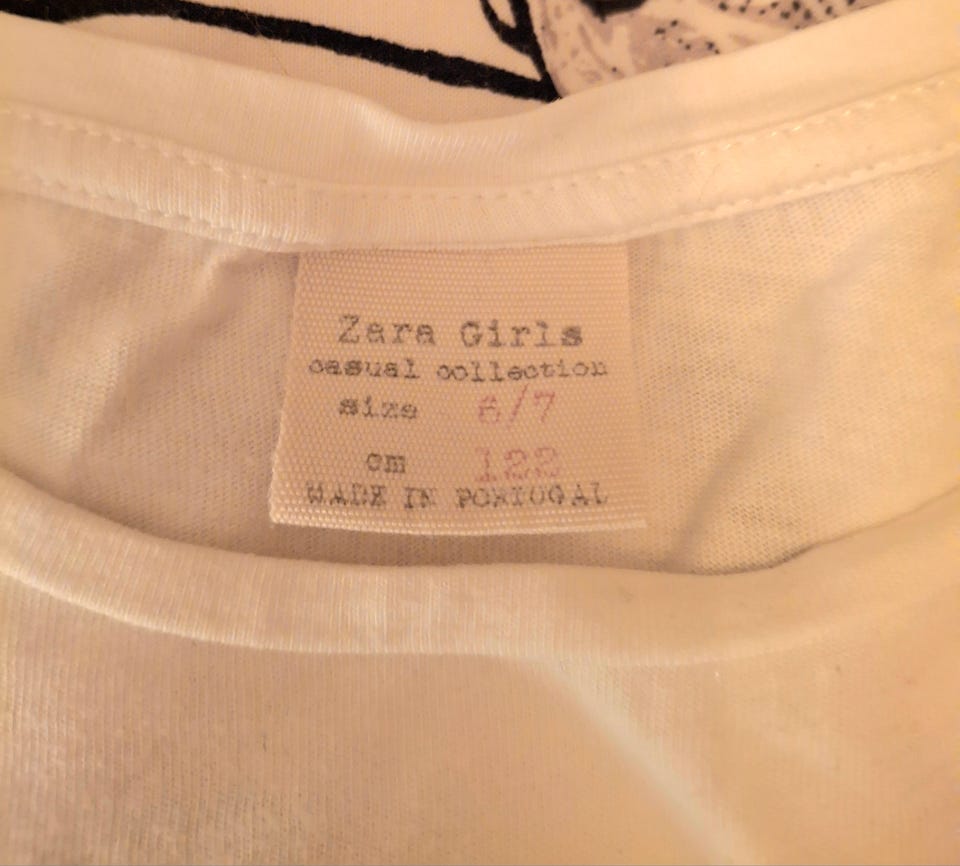 Zara Girls
casual collection
size 6/7
cm 122
MADE IN PORTUGAL